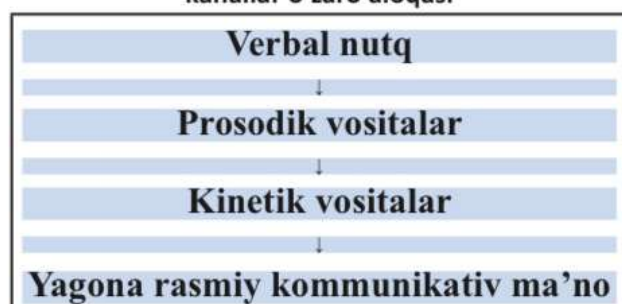 kanallar o‘zaro aloqasi
Verbal nutq
↓
Prosodik vositalar
↓
Kinetik vositalar
↓
Yagona rasmiy kommunikativ ma’no